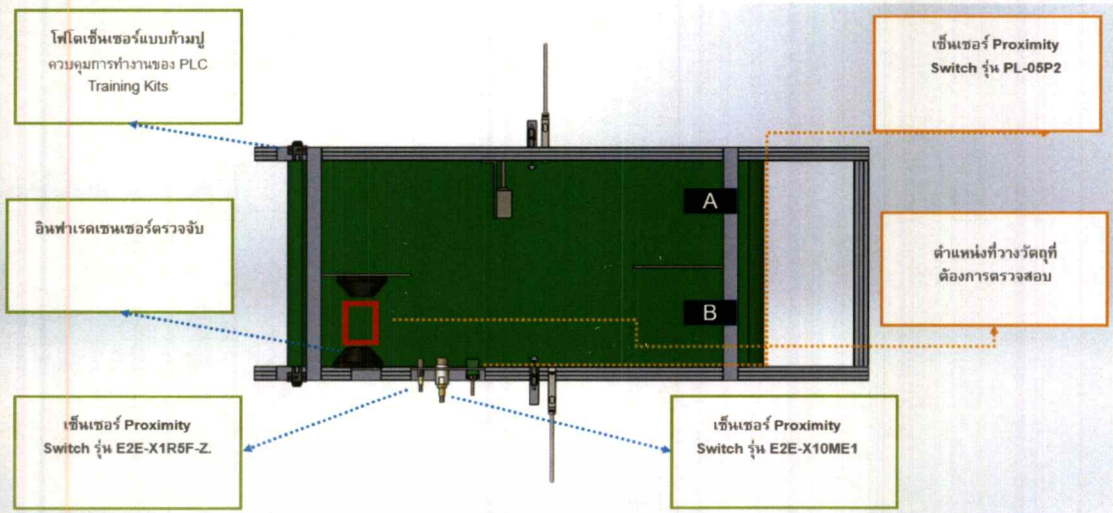 โฟโตเซ็นเซอร์แบบก้ามปู
ควบคุมการทำงานของ PLC
Training Kits
เซ็นเซอร์ Proximity
Switch รุ่น PL-05P2
A
อินฟาเรดเซนเซอร์ตรวจจับ
ตำแหน่งที่วางวัตถุที่
ต้องการตรวจสอบ
B
เซ็นเซอร์ Proximity
Switch รุ่น E2E-X1R5F-Z.
เซ็นเซอร์ Proximity
Switch รุ่น E2E-X10ME1